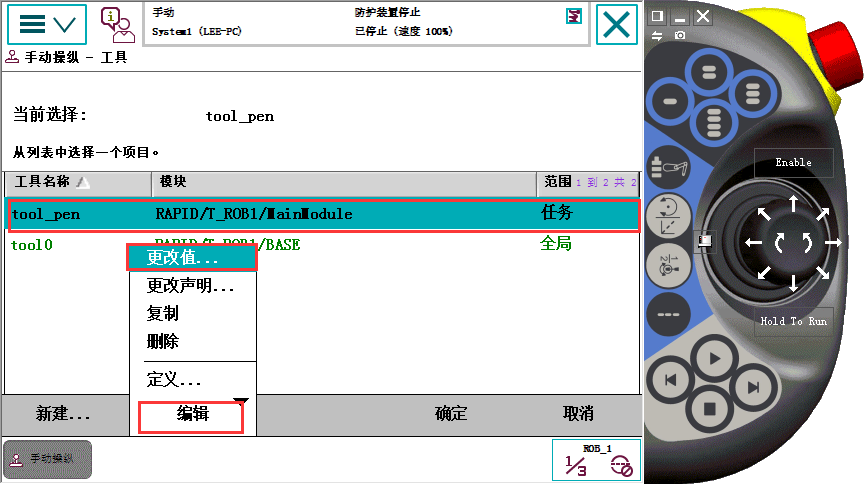 手动
防护装置停止
System1 (LEE-PC)
已停止 (速度 100%)
手动操纵 - 工具
当前选择:
tool_pen
从列表中选择一个项目。
工具名称
模块
范围 1 到 2 共 2
tool_pen
RAPID/T_ROB1/MainModule
任务
tool0
RAPID/T_ROB1/BASE
全局
更改值...
更改声明...
复制
删除
定义...
新建...
编辑
确定
取消
手动操纵
ROB_1
1/3
Enable
1/2
Hold To Run